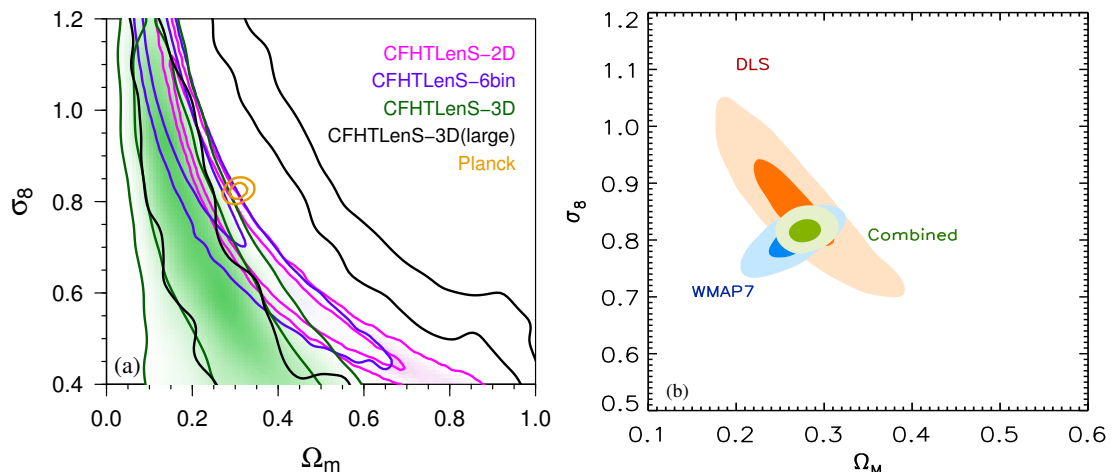 1.2
1.0
0.8
0.6
0.4
σ8
CFHTLenS−2D
CFHTLenS−6bin
CFHTLenS−3D
CFHTLenS−3D(large)
Planck
(a)
0.0 0.2 0.4 0.6 0.8 1.0
Ωm
1.2
1.1
1.0
0.9
0.8
0.7
0.6
0.5
σ8
DLS
Combined
WMAP7
(b)
0.1 0.2 0.3 0.4 0.5 0.6
ΩM